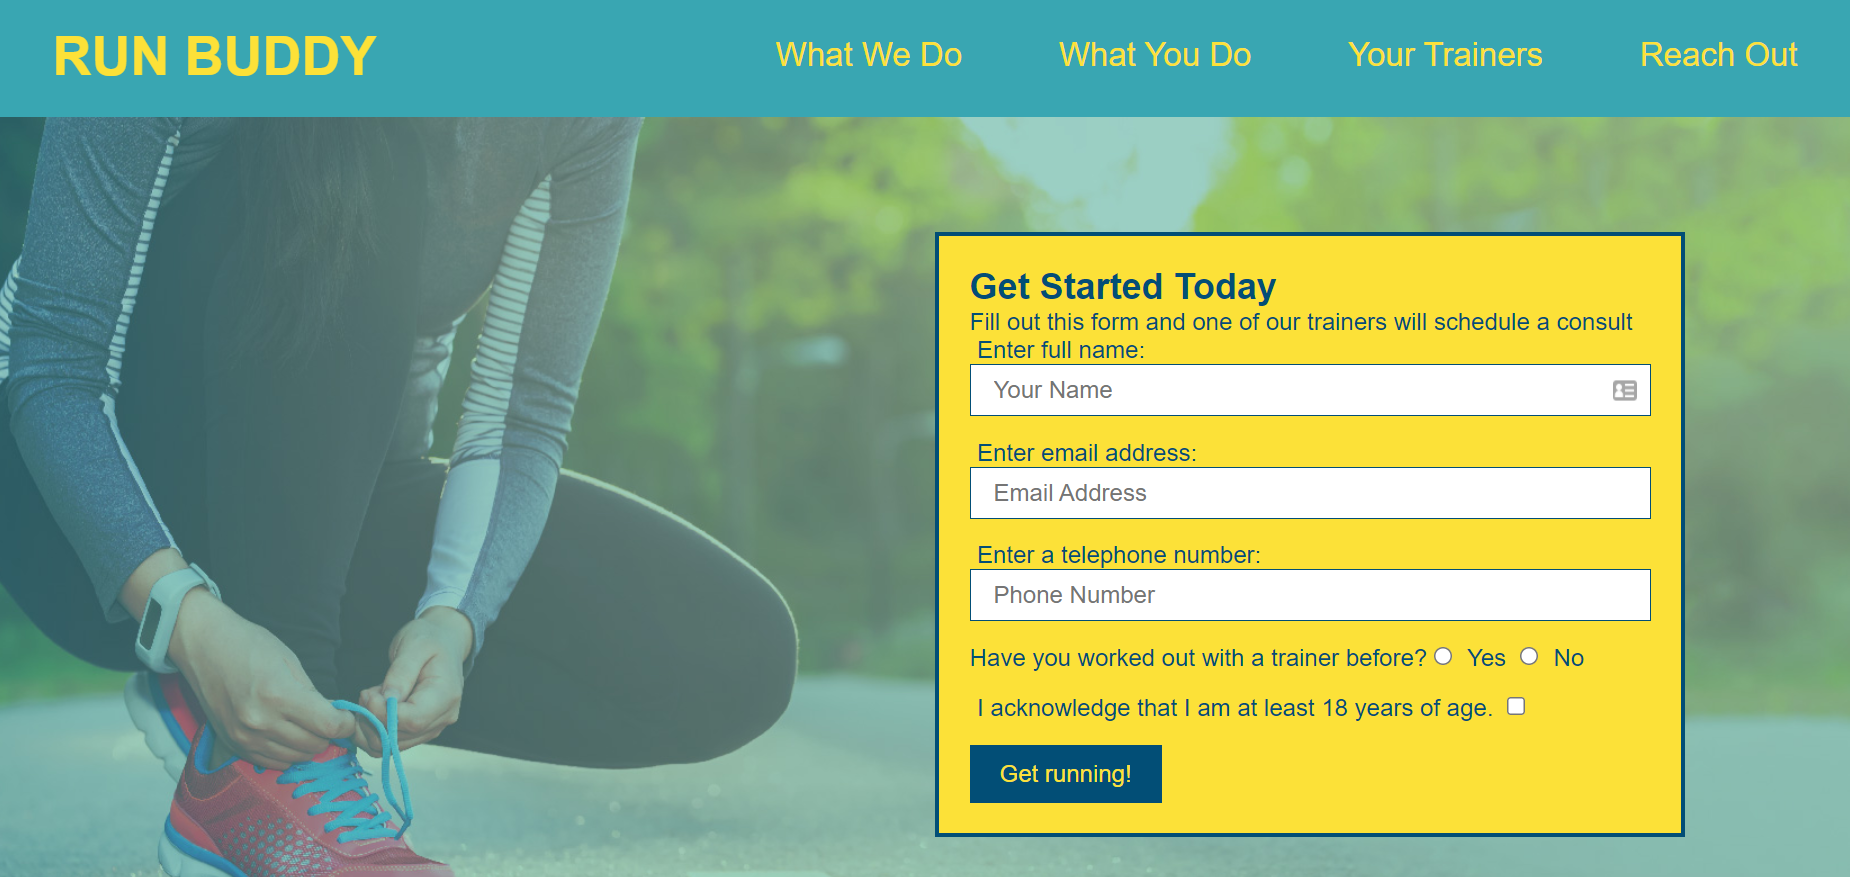 RUN BUDDY
What We Do What You Do Your Trainers Reach Out
Get Started Today
Fill out this form and one of our trainers will schedule a consult
Enter full name:
Your Name
Enter email address:
Email Address
Enter a telephone number:
Phone Number
Have you worked out with a trainer before? Yes No
I acknowledge that I am at least 18 years of age.
Get running!